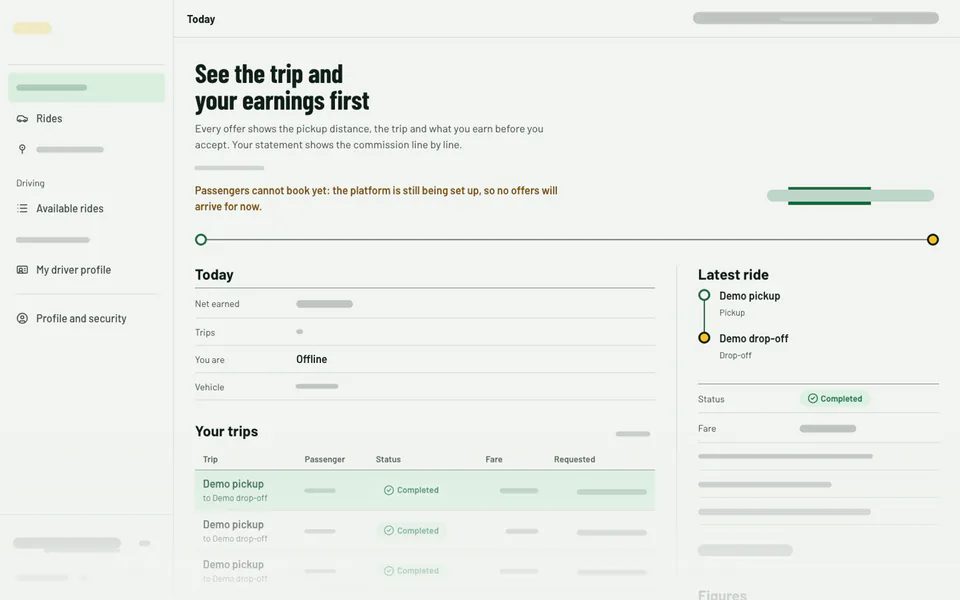 Today
Rides
Driving
Available rides
My driver profile
Profile and security
See the trip and
your earnings first
Every offer shows the pickup distance, the trip and what you earn before you
accept. Your statement shows the commission line by line.
Passengers cannot book yet: the platform is still being set up, so no offers will
arrive for now.
Today
Net earned
Trips
You are Offline
Vehicle
Your trips
Trip Passenger Status Fare Requested
Demo pickup
to Demo drop-off
Completed
Demo pickup
to Demo drop-off
Completed
Demo pickup
to Demo drop-off
Completed
Latest ride
Demo pickup
Pickup
Demo drop-off
Drop-off
Status Completed
Fare
Figures